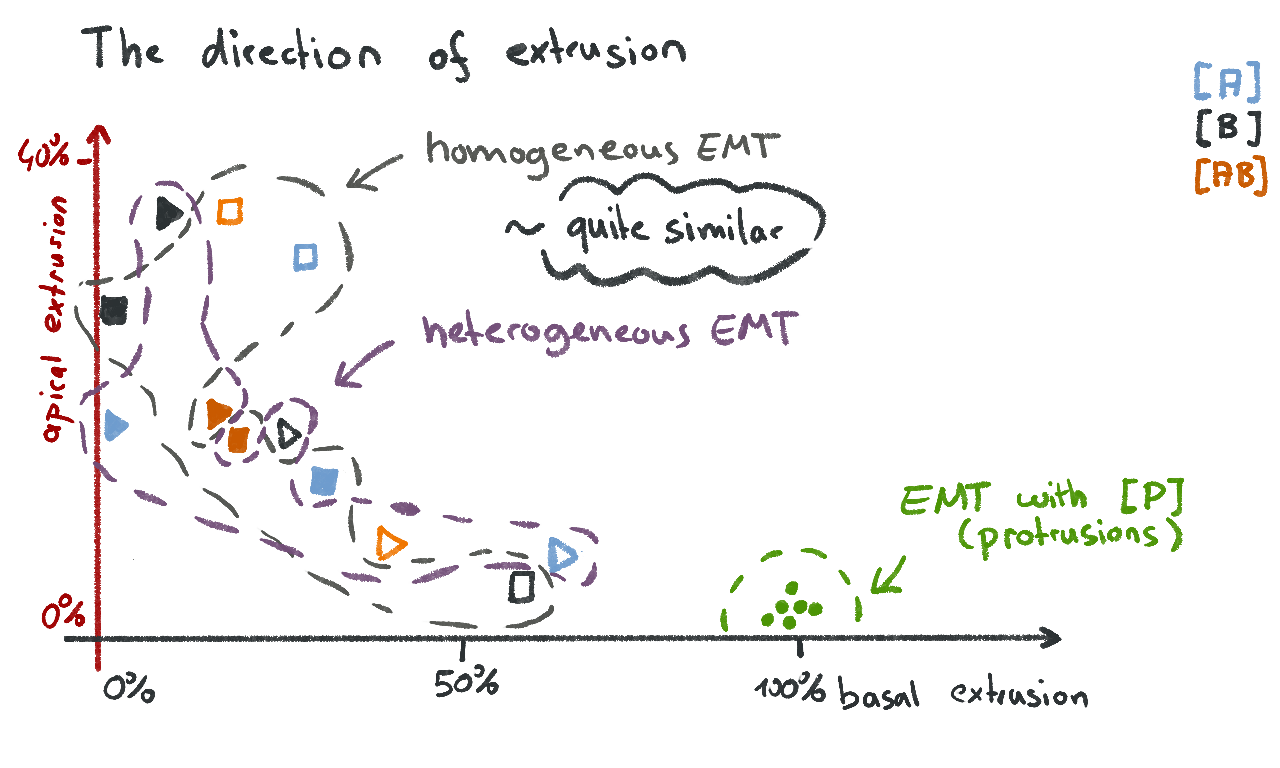 The direction of extrusion
[A]
[B]
[AB]
40%
homogeneous EMT
~ quite similar
apical extrusion
heterogeneous EMT
EMT with [P]
(protrusions)
0%
0%
50%
100%
basal extrusion